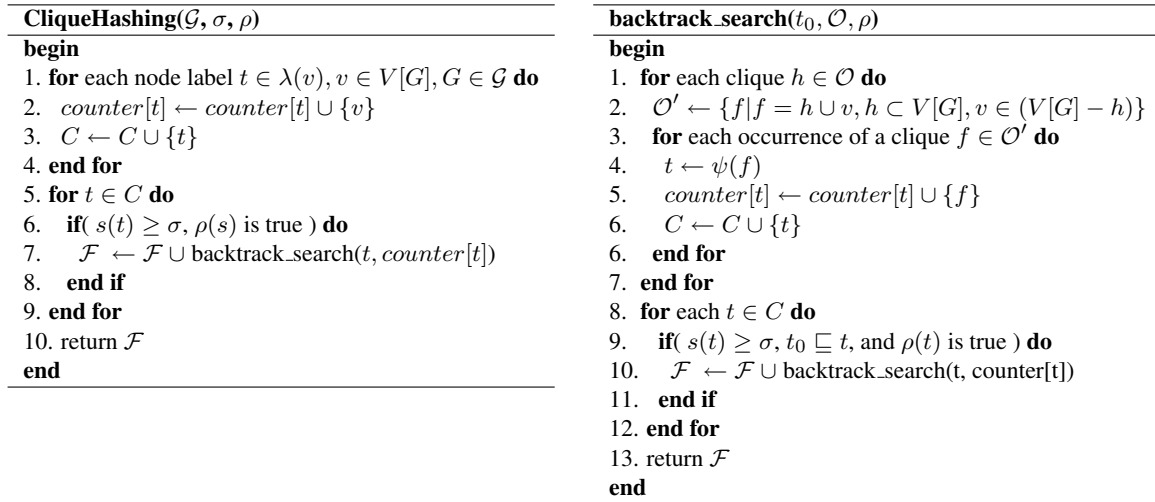 CliqueHashing(𝒢, σ, ρ)
begin
1. for each node label t ∈ λ(v), v ∈ V[G], G ∈ 𝒢 do
2. counter[t] ← counter[t] ∪ {v}
3. C ← C ∪ {t}
4. end for
5. for t ∈ C do
6. if( s(t) ≥ σ, ρ(s) is true ) do
7. ℱ ← ℱ ∪ backtrack_search(t, counter[t])
8. end if
9. end for
10. return ℱ
end
backtrack_search(t₀, 𝒪, ρ)
begin
1. for each clique h ∈ 𝒪 do
2. 𝒪′ ← {f|f = h ∪ v, h ⊂ V[G], v ∈ (V[G] − h)}
3. for each occurrence of a clique f ∈ 𝒪′ do
4. t ← ψ(f)
5. counter[t] ← counter[t] ∪ {f}
6. C ← C ∪ {t}
6. end for
7. end for
8. for each t ∈ C do
9. if( s(t) ≥ σ, t₀ ⊑ t, and ρ(t) is true ) do
10. ℱ ← ℱ ∪ backtrack_search(t, counter[t])
11. end if
12. end for
13. return ℱ
end